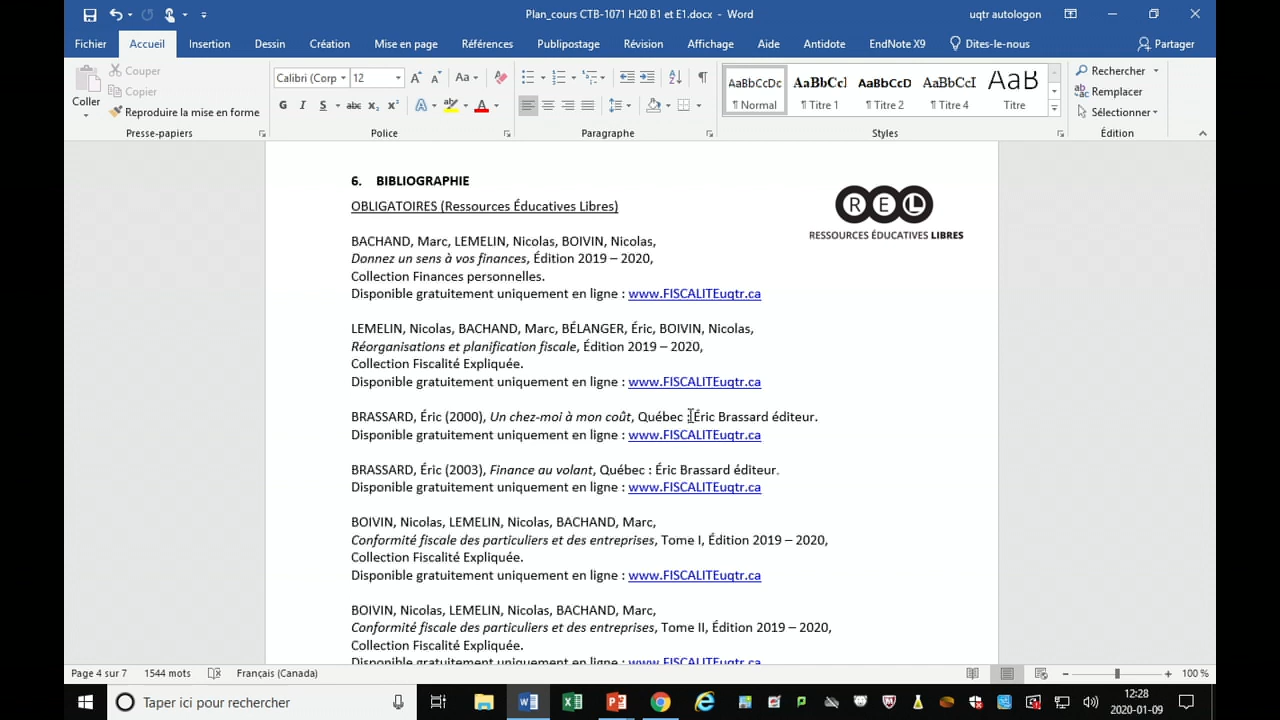 Plan_cours CTB-1071 H20 B1 et E1.docx - Word
uqtr autologon
Fichier Accueil Insertion Dessin Création Mise en page Références Publipostage Révision Affichage Aide Antidote EndNote X9 Dites-le-nous Partager
Coller
Couper
Copier
Reproduire la mise en forme
Presse-papiers
Calibri (Corp 12
Police
Paragraphe
AaBbCcDc AaBbCcI AaBbCcD AaBbCcI AaB
¶ Normal ¶ Titre 1 ¶ Titre 2 ¶ Titre 4 Titre
Styles
Rechercher
Remplacer
Sélectionner
Édition
6. BIBLIOGRAPHIE
OBLIGATOIRES (Ressources Éducatives Libres)
REL
RESSOURCES ÉDUCATIVES LIBRES
BACHAND, Marc, LEMELIN, Nicolas, BOIVIN, Nicolas,
Donnez un sens à vos finances, Édition 2019 – 2020,
Collection Finances personnelles.
Disponible gratuitement uniquement en ligne : www.FISCALITEuqtr.ca
LEMELIN, Nicolas, BACHAND, Marc, BÉLANGER, Éric, BOIVIN, Nicolas,
Réorganisations et planification fiscale, Édition 2019 – 2020,
Collection Fiscalité Expliquée.
Disponible gratuitement uniquement en ligne : www.FISCALITEuqtr.ca
BRASSARD, Éric (2000), Un chez-moi à mon coût, Québec : Éric Brassard éditeur.
Disponible gratuitement uniquement en ligne : www.FISCALITEuqtr.ca
BRASSARD, Éric (2003), Finance au volant, Québec : Éric Brassard éditeur.
Disponible gratuitement uniquement en ligne : www.FISCALITEuqtr.ca
BOIVIN, Nicolas, LEMELIN, Nicolas, BACHAND, Marc,
Conformité fiscale des particuliers et des entreprises, Tome I, Édition 2019 – 2020,
Collection Fiscalité Expliquée.
Disponible gratuitement uniquement en ligne : www.FISCALITEuqtr.ca
BOIVIN, Nicolas, LEMELIN, Nicolas, BACHAND, Marc,
Conformité fiscale des particuliers et des entreprises, Tome II, Édition 2019 – 2020,
Collection Fiscalité Expliquée.
Disponible gratuitement uniquement en ligne : www.FISCALITEuqtr.ca
Page 4 sur 7 1544 mots Français (Canada) 100 %
Taper ici pour rechercher
12:28
2020-01-09